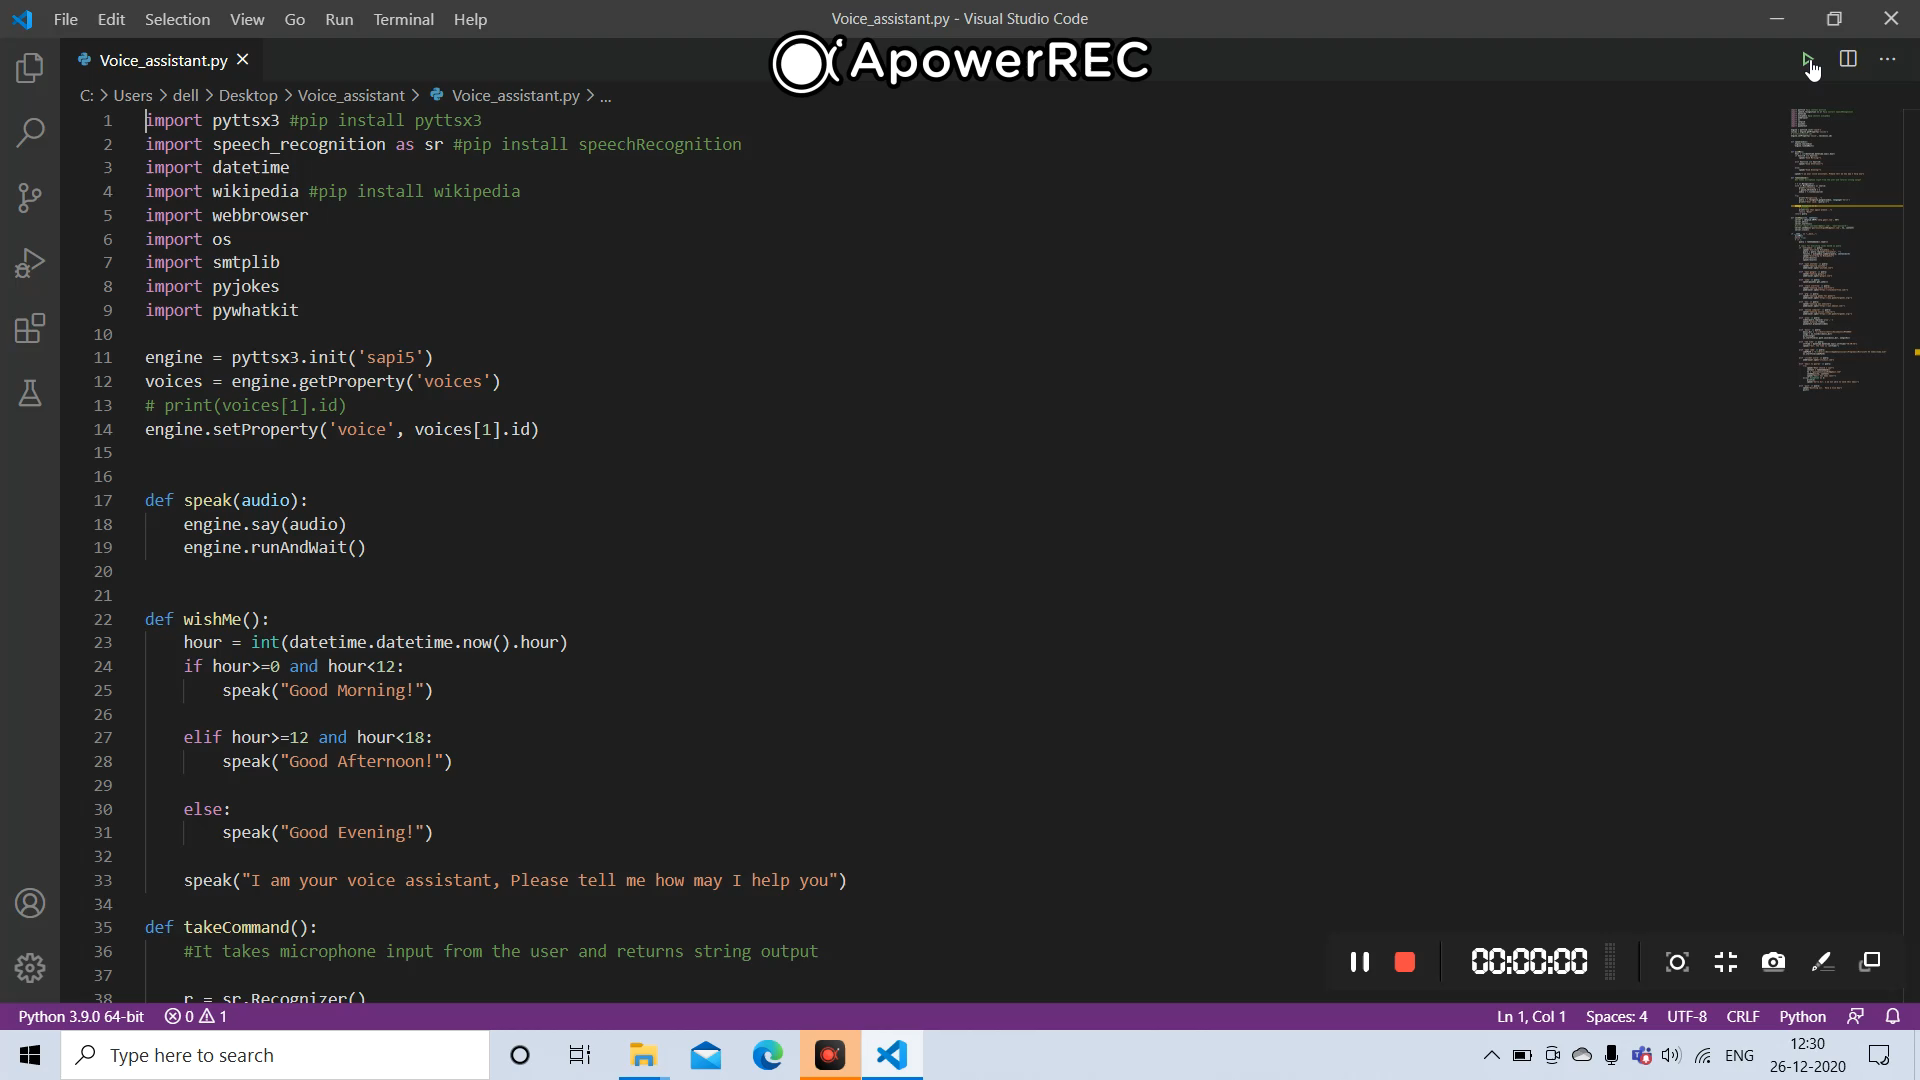 File Edit Selection View Go Run Terminal Help
Voice_assistant.py - Visual Studio Code
Voice_assistant.py
ApowerREC
C: > Users > dell > Desktop > Voice_assistant > Voice_assistant.py > ...
1 import pyttsx3 #pip install pyttsx3
2 import speech_recognition as sr #pip install speechRecognition
3 import datetime
4 import wikipedia #pip install wikipedia
5 import webbrowser
6 import os
7 import smtplib
8 import pyjokes
9 import pywhatkit
10
11 engine = pyttsx3.init('sapi5')
12 voices = engine.getProperty('voices')
13 # print(voices[1].id)
14 engine.setProperty('voice', voices[1].id)
15
16
17 def speak(audio):
18 engine.say(audio)
19 engine.runAndWait()
20
21
22 def wishMe():
23 hour = int(datetime.datetime.now().hour)
24 if hour>=0 and hour<12:
25 speak("Good Morning!")
26
27 elif hour>=12 and hour<18:
28 speak("Good Afternoon!")
29
30 else:
31 speak("Good Evening!")
32
33 speak("I am your voice assistant, Please tell me how may I help you")
34
35 def takeCommand():
36 #It takes microphone input from the user and returns string output
37
38 r = sr.Recognizer()
00:00:00
Python 3.9.0 64-bit 0 1 Ln 1, Col 1 Spaces: 4 UTF-8 CRLF Python
Type here to search
ENG
12:30
26-12-2020